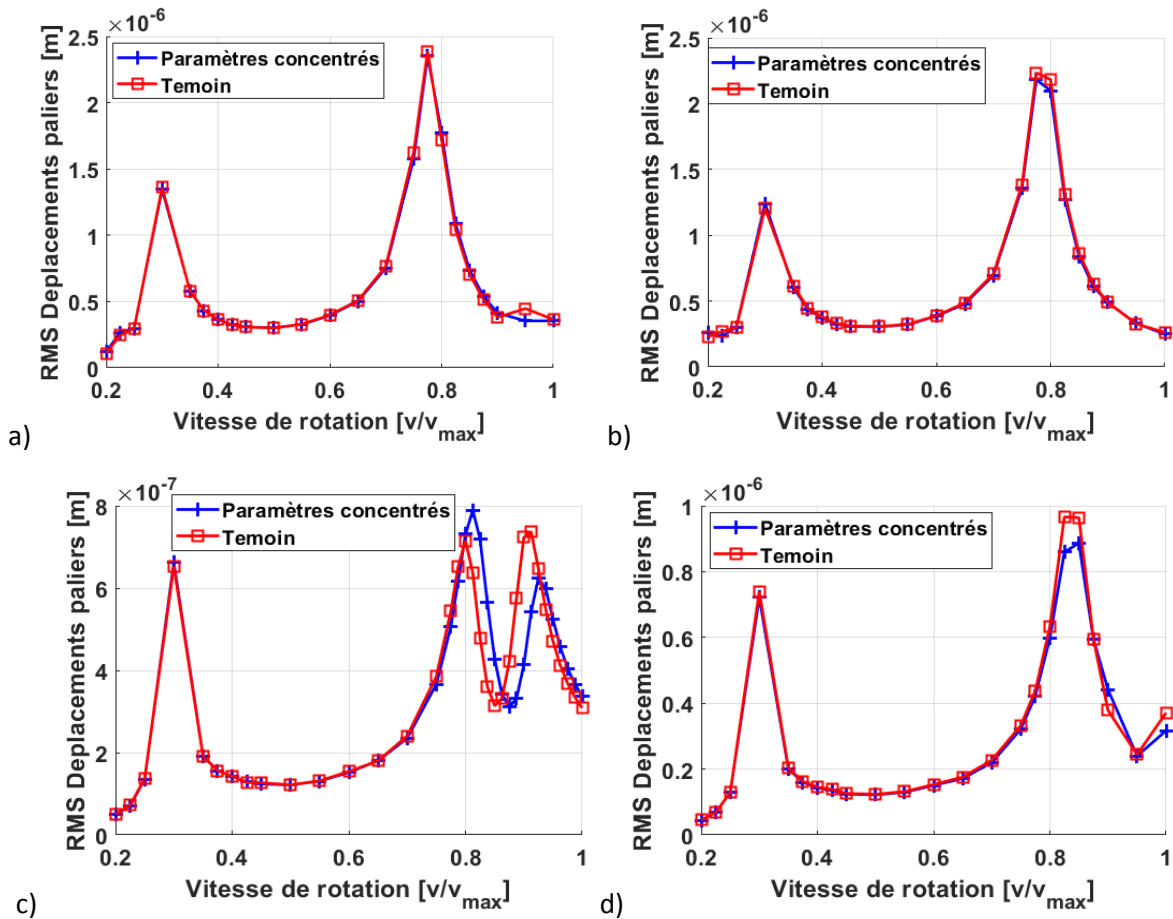 ×10⁻⁶
RMS Deplacements paliers [m]
2.5
2
1.5
1
0.5
0
Paramètres concentrés
Temoin
0.2 0.4 0.6 0.8 1
Vitesse de rotation [v/vmax]
a)
×10⁻⁶
RMS Deplacements paliers [m]
2.5
2
1.5
1
0.5
0
Paramètres concentrés
Temoin
0.2 0.4 0.6 0.8 1
Vitesse de rotation [v/vmax]
b)
×10⁻⁷
RMS Deplacements paliers [m]
8
6
4
2
0
Paramètres concentrés
Temoin
0.2 0.4 0.6 0.8 1
Vitesse de rotation [v/vmax]
c)
×10⁻⁶
RMS Deplacements paliers [m]
1
0.8
0.6
0.4
0.2
0
Paramètres concentrés
Temoin
0.2 0.4 0.6 0.8 1
Vitesse de rotation [v/vmax]
d)